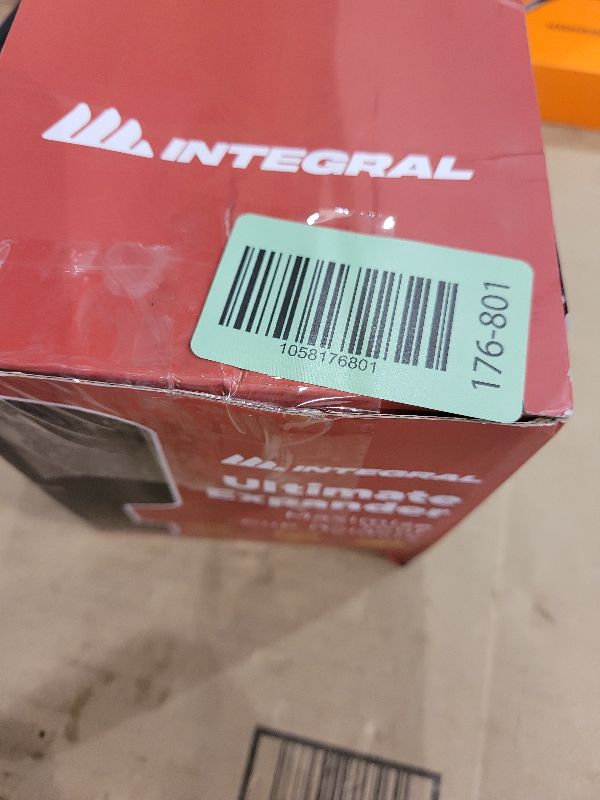 INTEGRAL
1058176801
176-801
INTEGRAL
Ultimate
Expander